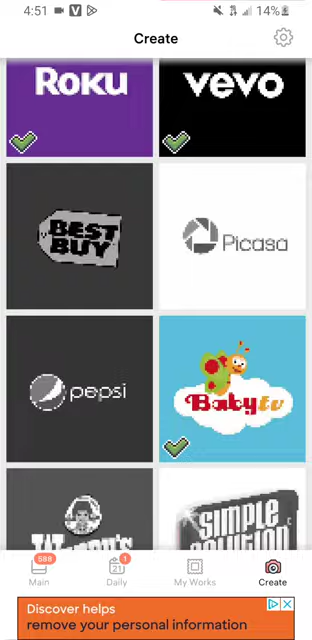 4:51
V
14%
Create
Roku
vevo
BEST
BUY
Picasa
pepsi
Babytv
SIMPLE
588
1
21
Main
Daily
My Works
Create
Discover helps
remove your personal information